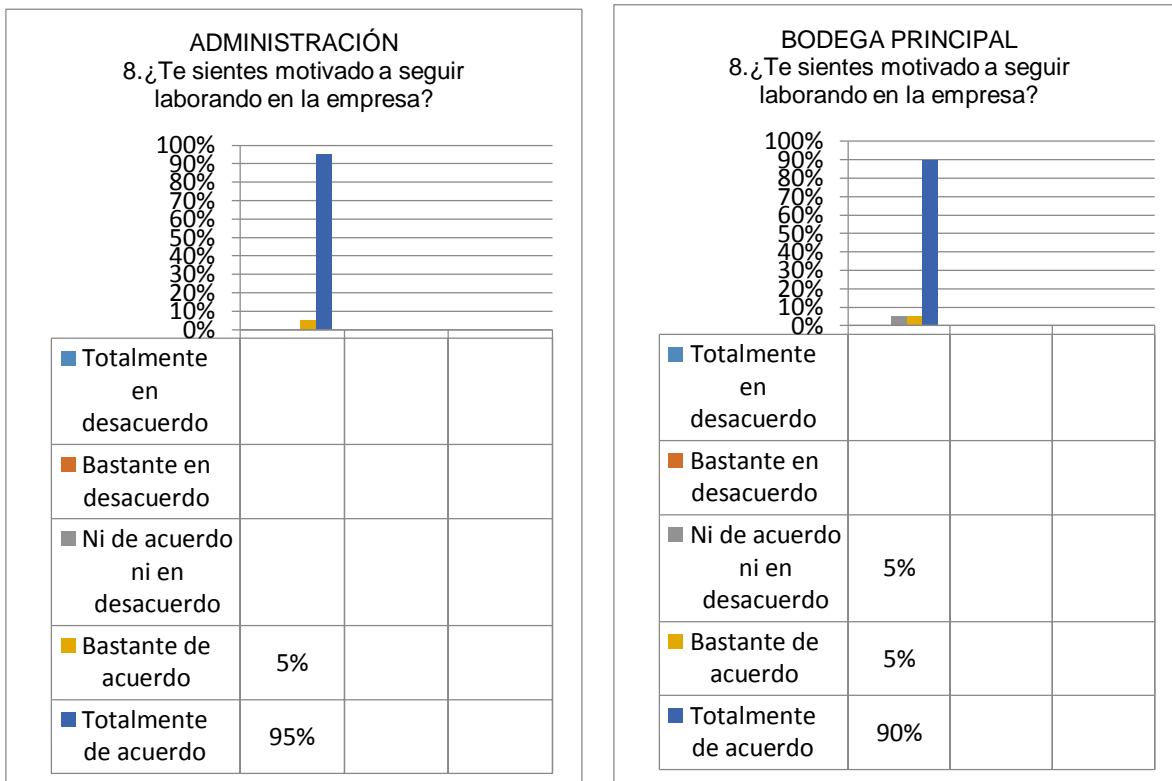 ADMINISTRACIÓN
8.¿Te sientes motivado a seguir
laborando en la empresa?
100%
90%
80%
70%
60%
50%
40%
30%
20%
10%
0%
Totalmente
en
desacuerdo
Bastante en
desacuerdo
Ni de acuerdo
ni en
desacuerdo
Bastante de
acuerdo
5%
Totalmente
de acuerdo
95%
BODEGA PRINCIPAL
8.¿Te sientes motivado a seguir
laborando en la empresa?
100%
90%
80%
70%
60%
50%
40%
30%
20%
10%
0%
Totalmente
en
desacuerdo
Bastante en
desacuerdo
Ni de acuerdo
ni en
desacuerdo
5%
Bastante de
acuerdo
5%
Totalmente
de acuerdo
90%